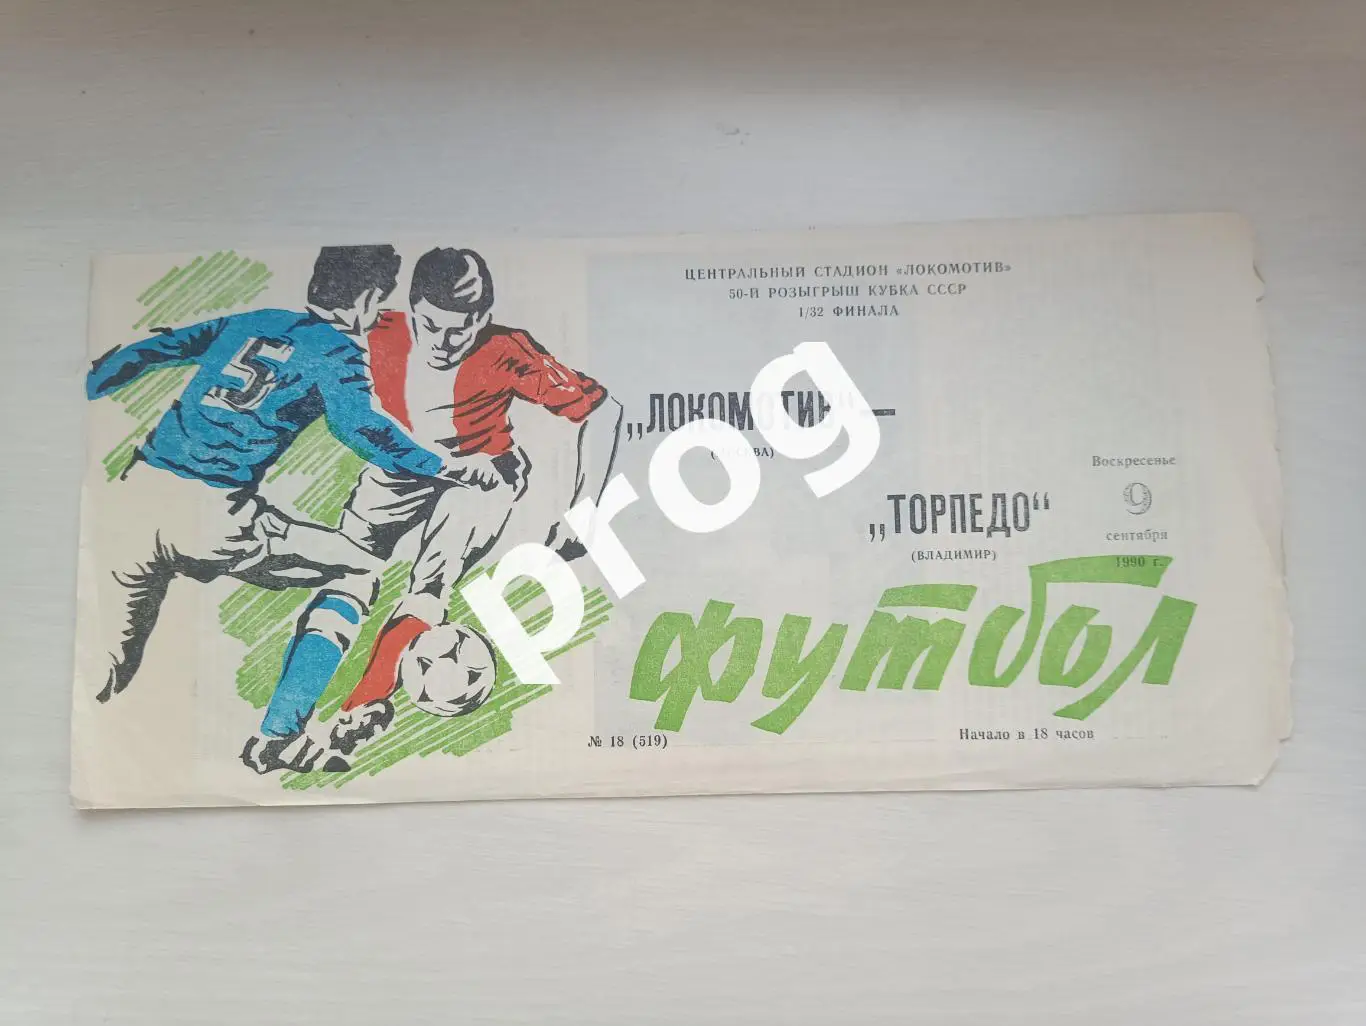 ЦЕНТРАЛЬНЫЙ СТАДИОН «ЛОКОМОТИВ»
50-Й РОЗЫГРЫШ КУБКА СССР
1/32 ФИНАЛА
„ЛОКОМОТИВ“ —
(МОСКВА)
„ТОРПЕДО“
(ВЛАДИМИР)
Воскресенье
9
сентября
1990 г.
футбол
№ 18 (519)
Начало в 18 часов
5
prog